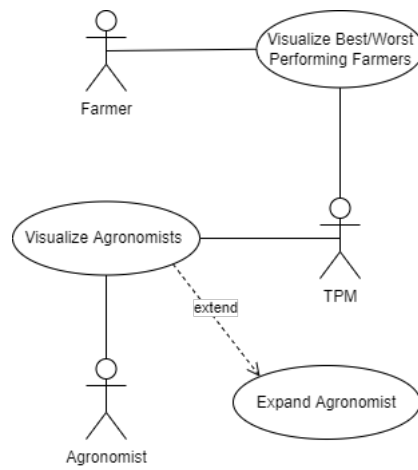 Visualize Best/Worst
Performing Farmers
Farmer
Visualize Agronomists
TPM
extend
Expand Agronomist
Agronomist